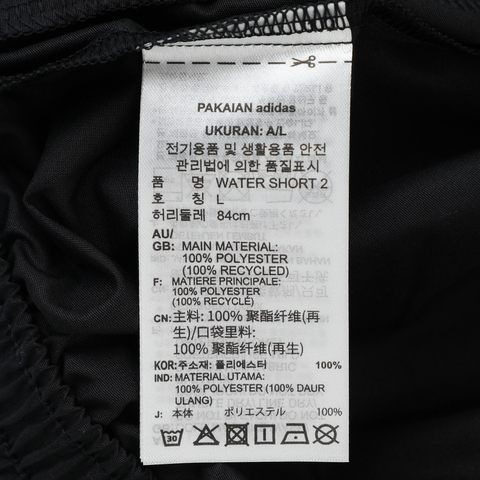 PAKAIAN adidas
UKURAN: A/L
전기용품 및 생활용품 안전
관리법에 의한 품질표시
품 명 WATER SHORT 2
호 칭 L
허리둘레 84cm
AU/
GB: MAIN MATERIAL:
100% POLYESTER
(100% RECYCLED)
F: MATIERE PRINCIPALE:
100% POLYESTER
(100% RECYCLÉ)
CN: 主料: 100% 聚酯纤维(再
生)/口袋里料:
100% 聚酯纤维(再生)
KOR: 주소재: 폴리에스터 100%
IND: MATERIAL UTAMA:
100% POLYESTER (100% DAUR
ULANG)
J: 本体 ポリエステル 100%
30